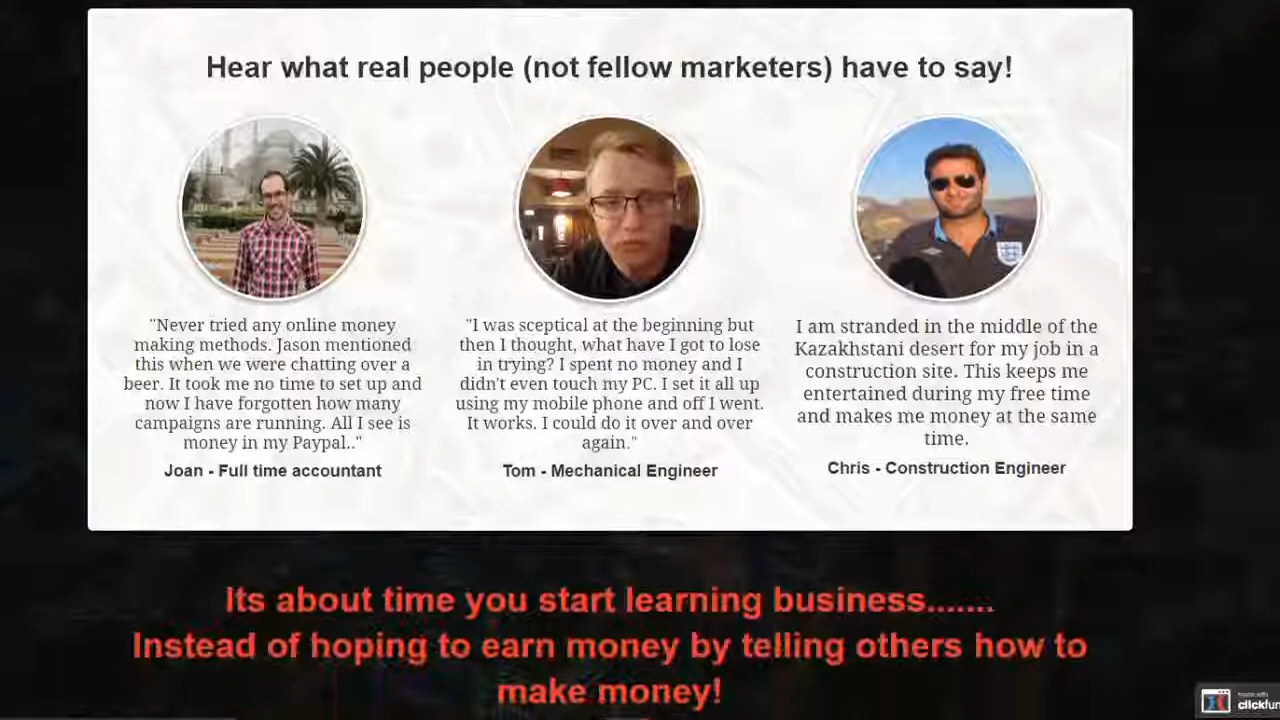 Hear what real people (not fellow marketers) have to say!
"Never tried any online money
making methods. Jason mentioned
this when we were chatting over a
beer. It took me no time to set up and
now I have forgotten how many
campaigns are running. All I see is
money in my Paypal.."
Joan - Full time accountant
"I was sceptical at the beginning but
then I thought, what have I got to lose
in trying? I spent no money and I
didn't even touch my PC. I set it all up
using my mobile phone and off I went.
It works. I could do it over and over
again."
Tom - Mechanical Engineer
I am stranded in the middle of the
Kazakhstani desert for my job in a
construction site. This keeps me
entertained during my free time
and makes me money at the same
time.
Chris - Construction Engineer
Its about time you start learning business.......
Instead of hoping to earn money by telling others how to
make money!
made with
clickfun